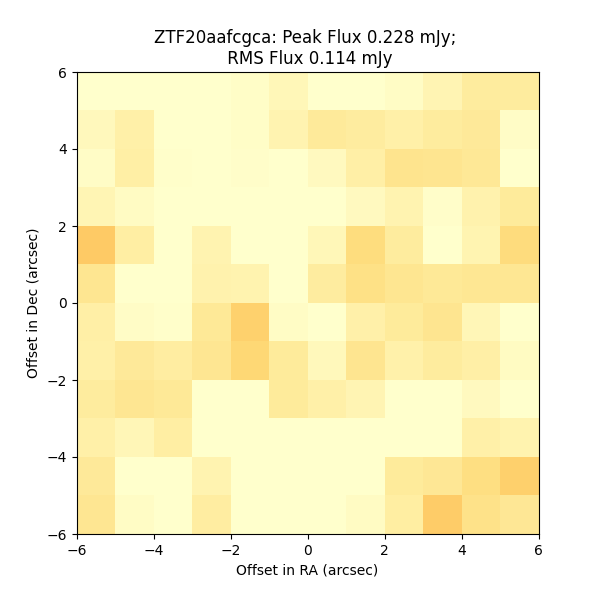 ZTF20aafcgca: Peak Flux 0.228 mJy;
RMS Flux 0.114 mJy
6
4
2
0
−2
−4
−6
Offset in Dec (arcsec)
−6 −4 −2 0 2 4 6
Offset in RA (arcsec)